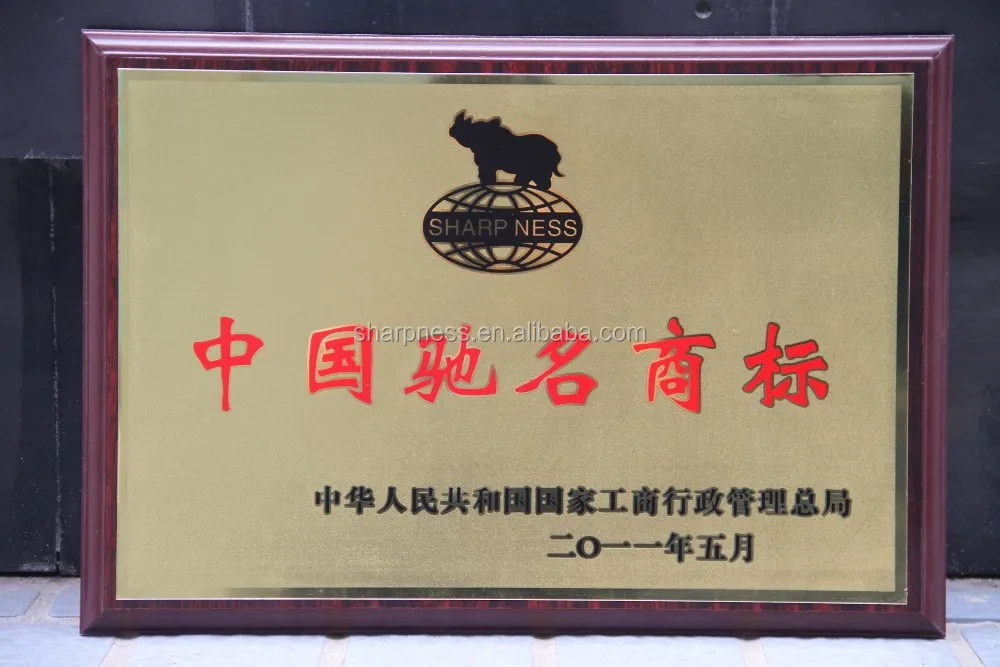 SHARP NESS
中国驰名商标
sharpness.en.alibaba.com
中华人民共和国国家工商行政管理总局
二〇一一年五月